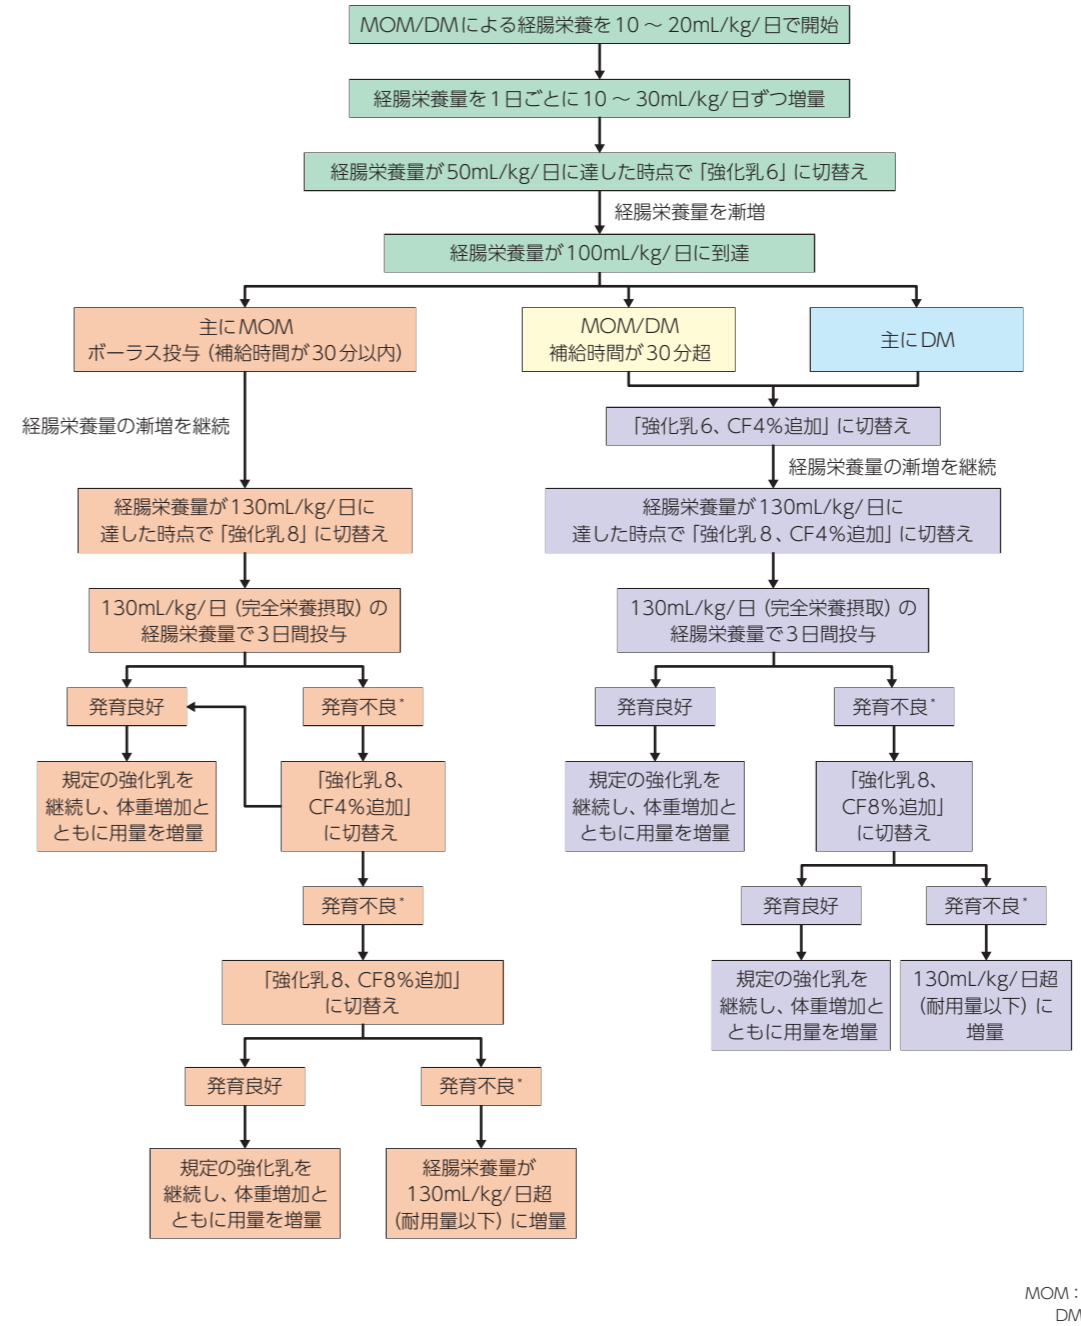 MOM/DMによる経腸栄養を10 ～ 20mL/kg/日で開始
経腸栄養量を1日ごとに10 ～ 30mL/kg/日ずつ増量
経腸栄養量が50mL/kg/日に達した時点で「強化乳6」に切替え
経腸栄養量を漸増
経腸栄養量が100mL/kg/日に到達
主にMOM
ボーラス投与（補給時間が30分以内）
MOM/DM
補給時間が30分超
主にDM
経腸栄養量の漸増を継続
「強化乳6、CF4％追加」に切替え
経腸栄養量の漸増を継続
経腸栄養量が130mL/kg/日に
達した時点で「強化乳8」に切替え
経腸栄養量が130mL/kg/日に
達した時点で「強化乳8、CF4％追加」に切替え
130mL/kg/日（完全栄養摂取）の
経腸栄養量で3日間投与
130mL/kg/日（完全栄養摂取）の
経腸栄養量で3日間投与
発育良好
発育不良*
発育良好
発育不良*
規定の強化乳を
継続し、体重増加と
ともに用量を増量
「強化乳8、
CF4％追加」
に切替え
規定の強化乳を
継続し、体重増加と
ともに用量を増量
「強化乳8、
CF8％追加」
に切替え
発育不良*
発育良好
発育不良*
「強化乳8、CF8％追加」
に切替え
規定の強化乳を
継続し、体重増加と
ともに用量を増量
130mL/kg/日超
（耐用量以下）に
増量
発育良好
発育不良*
規定の強化乳を
継続し、体重増加と
ともに用量を増量
経腸栄養量が
130mL/kg/日超
（耐用量以下）に増量
MOM：
DM